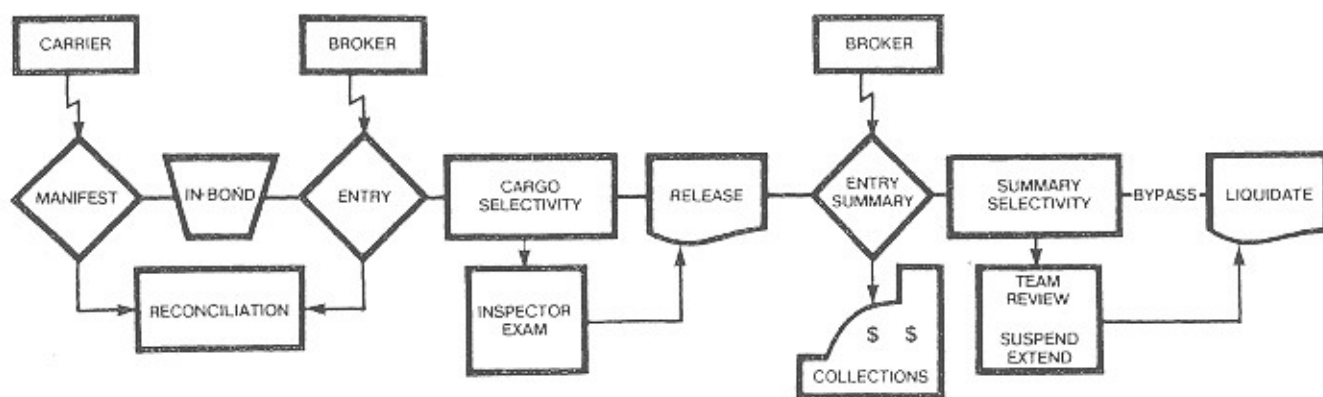 CARRIER
BROKER
BROKER
MANIFEST
IN-BOND
ENTRY
CARGO
SELECTIVITY
RELEASE
ENTRY
SUMMARY
SUMMARY
SELECTIVITY
BYPASS
LIQUIDATE
RECONCILIATION
INSPECTOR
EXAM
$ $
COLLECTIONS
TEAM
REVIEW
SUSPEND
EXTEND